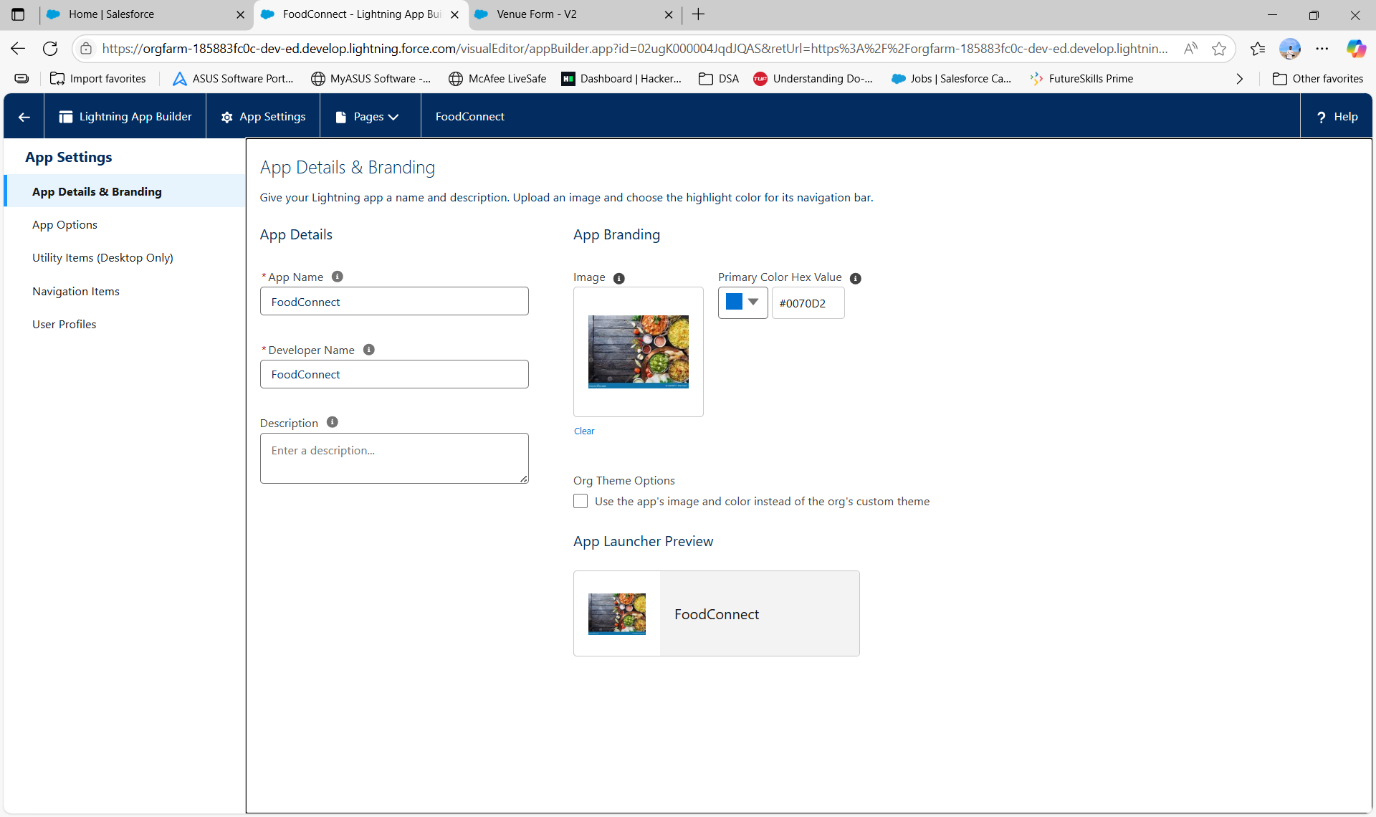 Home | Salesforce
FoodConnect - Lightning App Bui
Venue Form - V2
https://orgfarm-185883fc0c-dev-ed.develop.lightning.force.com/visualEditor/appBuilder.app?id=02ugK000004JqdJQAS&retUrl=https%3A%2F%2Forgfarm-185883fc0c-dev-ed.develop.lightnin...
Import favorites
ASUS Software Port...
MyASUS Software -...
McAfee LiveSafe
Dashboard | Hacker...
DSA
Understanding Do-...
Jobs | Salesforce Ca...
FutureSkills Prime
Other favorites
Lightning App Builder
App Settings
Pages
FoodConnect
? Help
App Settings
App Details & Branding
App Options
Utility Items (Desktop Only)
Navigation Items
User Profiles
App Details & Branding
Give your Lightning app a name and description. Upload an image and choose the highlight color for its navigation bar.
App Details
*App Name
FoodConnect
*Developer Name
FoodConnect
Description
Enter a description...
App Branding
Image
Clear
Primary Color Hex Value
#0070D2
Org Theme Options
Use the app's image and color instead of the org's custom theme
App Launcher Preview
FoodConnect